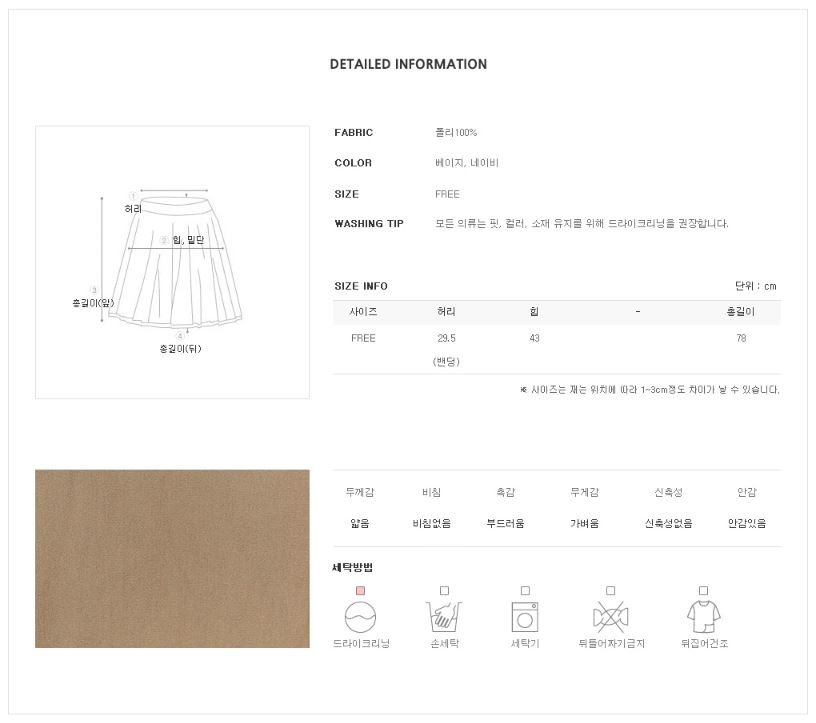 DETAILED INFORMATION
① 허리
② 힙, 밑단
③ 총길이(앞)
④ 총길이(뒤)
FABRIC 폴리100%
COLOR 베이지, 네이비
SIZE FREE
WASHING TIP 모든 의류는 핏, 컬러, 소재 유지를 위해 드라이크리닝을 권장합니다.
SIZE INFO 단위 : cm
사이즈 허리 힙 - 총길이
FREE 29.5 43 78
(밴딩)
※ 사이즈는 재는 위치에 따라 1~3cm정도 차이가 날 수 있습니다.
두께감 비침 촉감 무게감 신축성 안감
얇음 비침없음 부드러움 가벼움 신축성없음 안감있음
세탁방법
드라이크리닝 손세탁 세탁기 뒤틀어짜기금지 뒤집어건조